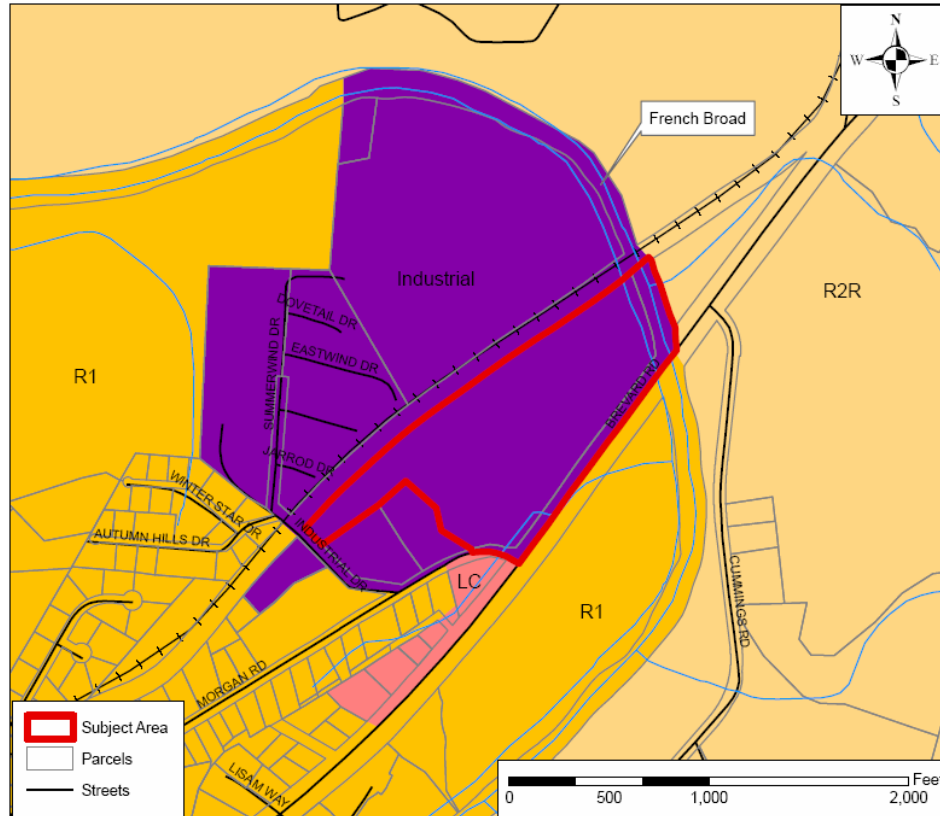 N
W E
S
French Broad
Industrial
R2R
DOVETAIL DR
EASTWIND DR
SUMMERWIND DR
R1
BREVARD RD
JARROD DR
WINTER STAR DR
INDUSTRIAL DR
AUTUMN HILLS DR
LC
R1
CUMMINGS RD
MORGAN RD
LISAM WAY
Subject Area
Parcels
Streets
Feet
0 500 1,000 2,000